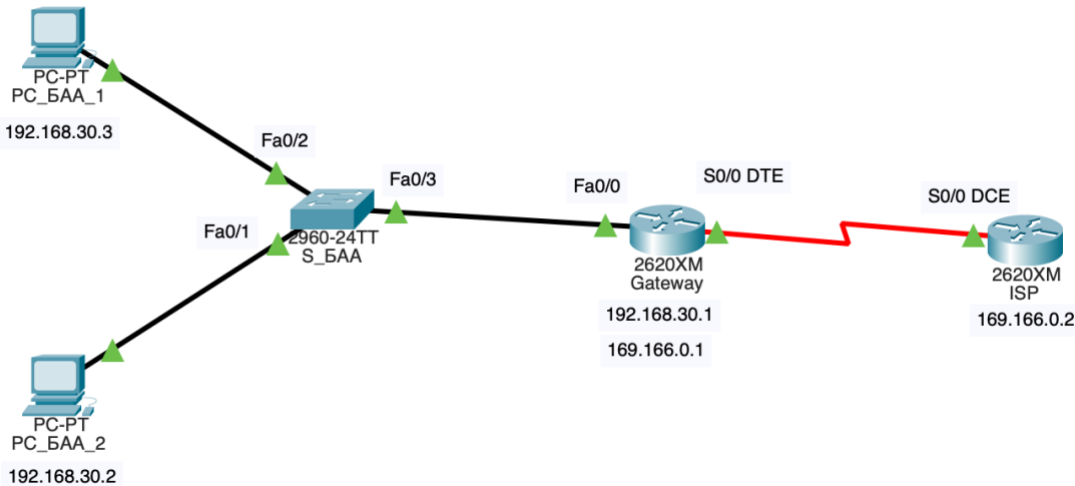 PC-PT
PC_БАА_1
192.168.30.3
Fa0/2
Fa0/3
Fa0/1
2960-24TT
S_БАА
Fa0/0
S0/0 DTE
2620XM
Gateway
192.168.30.1
169.166.0.1
S0/0 DCE
2620XM
ISP
169.166.0.2
PC-PT
PC_БАА_2
192.168.30.2